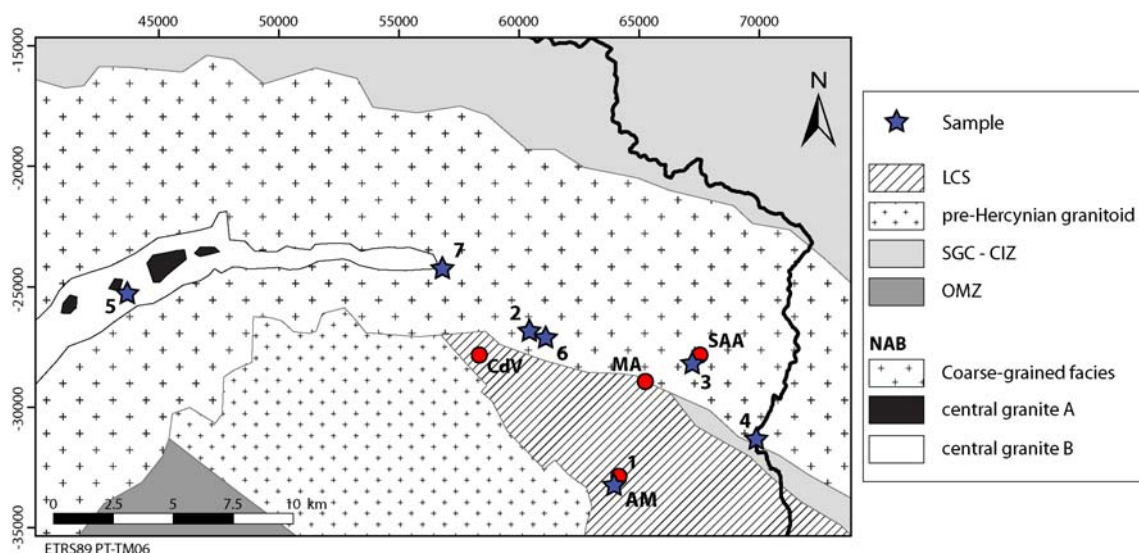 45000 50000 55000 60000 65000 70000
-15000
-20000
-25000
-30000
-35000
N
7
5
2
6
SAA
MA
3
CdV
4
1
AM
0 2.5 5 7.5 10 km
ETRS89 PT-TM06
Sample
LCS
pre-Hercynian granitoid
SGC - CIZ
OMZ
NAB
Coarse-grained facies
central granite A
central granite B